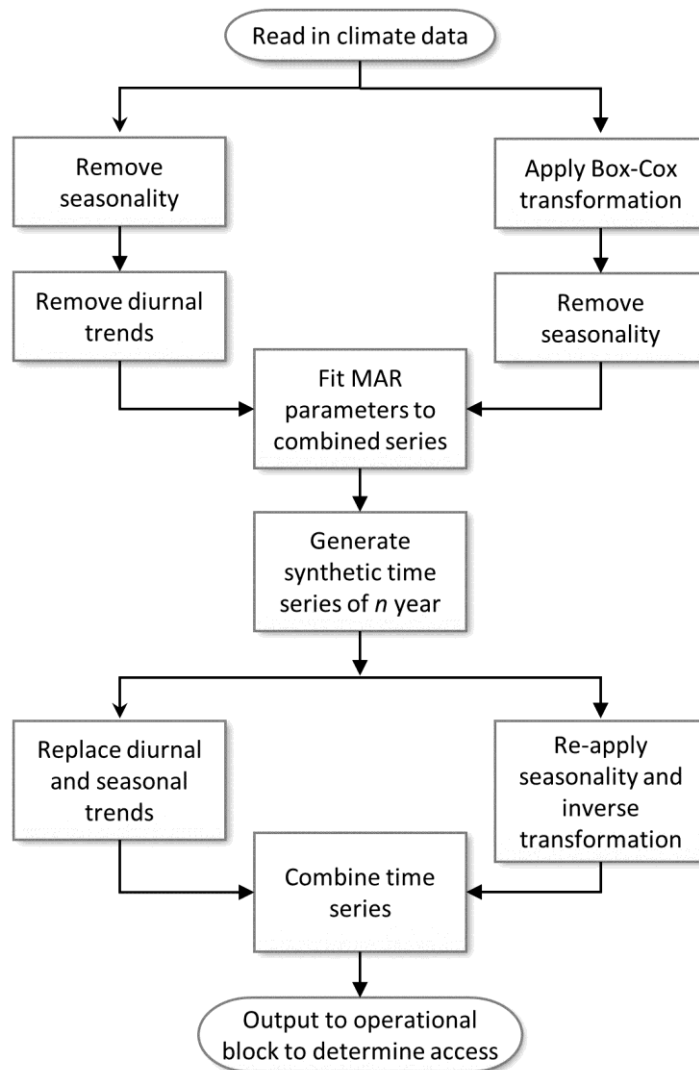 Read in climate data
Remove
seasonality
Apply Box-Cox
transformation
Remove diurnal
trends
Remove
seasonality
Fit MAR
parameters to
combined series
Generate
synthetic time
series of n year
Replace diurnal
and seasonal
trends
Re-apply
seasonality and
inverse
transformation
Combine time
series
Output to operational
block to determine access